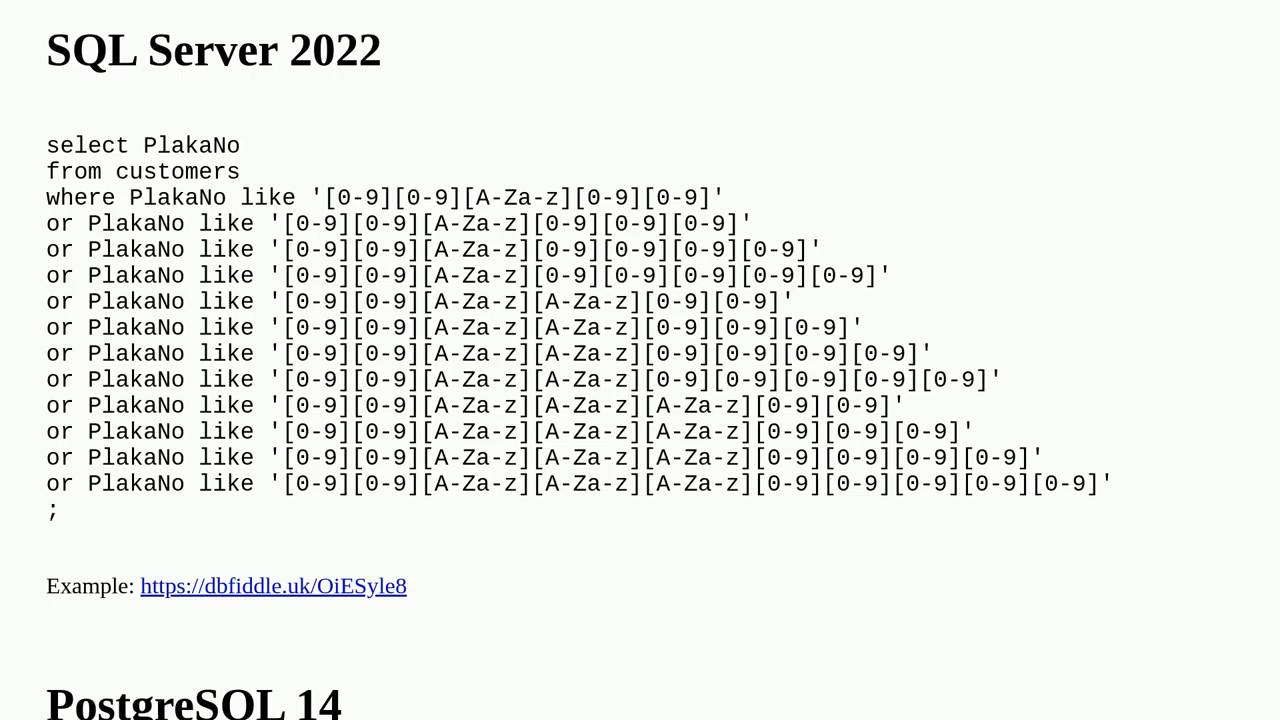 SQL Server 2022
select PlakaNo
from customers
where PlakaNo like '[0-9][0-9][A-Za-z][0-9][0-9]'
or PlakaNo like '[0-9][0-9][A-Za-z][0-9][0-9][0-9]'
or PlakaNo like '[0-9][0-9][A-Za-z][0-9][0-9][0-9][0-9]'
or PlakaNo like '[0-9][0-9][A-Za-z][0-9][0-9][0-9][0-9][0-9]'
or PlakaNo like '[0-9][0-9][A-Za-z][A-Za-z][0-9][0-9]'
or PlakaNo like '[0-9][0-9][A-Za-z][A-Za-z][0-9][0-9][0-9]'
or PlakaNo like '[0-9][0-9][A-Za-z][A-Za-z][0-9][0-9][0-9][0-9]'
or PlakaNo like '[0-9][0-9][A-Za-z][A-Za-z][0-9][0-9][0-9][0-9][0-9]'
or PlakaNo like '[0-9][0-9][A-Za-z][A-Za-z][A-Za-z][0-9][0-9]'
or PlakaNo like '[0-9][0-9][A-Za-z][A-Za-z][A-Za-z][0-9][0-9][0-9]'
or PlakaNo like '[0-9][0-9][A-Za-z][A-Za-z][A-Za-z][0-9][0-9][0-9][0-9]'
or PlakaNo like '[0-9][0-9][A-Za-z][A-Za-z][A-Za-z][0-9][0-9][0-9][0-9][0-9]'
;
Example: https://dbfiddle.uk/OiESyle8
PostgreSQL 14